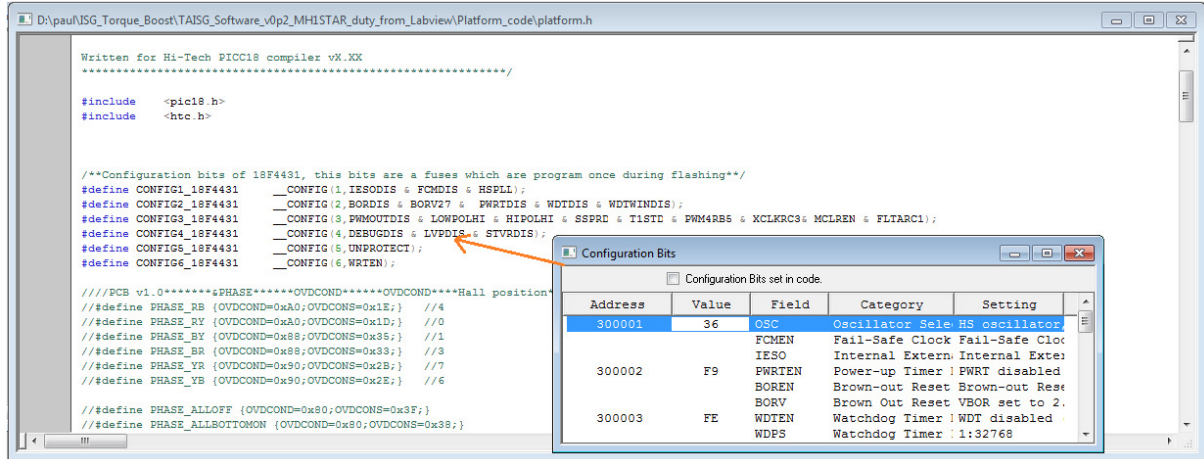 D:\paul\ISG_Torque_Boost\TAISG_Software_v0p2_MH1STAR_duty_from_Labview\Platform_code\platform.h
Written for Hi-Tech PICC18 compiler vX.XX
**************************************************************/
#include <pic18.h>
#include <htc.h>
/**Configuration bits of 18F4431, this bits are a fuses which are program once during flashing**/
#define CONFIG1_18F4431 __CONFIG(1,IESODIS & FCMDIS & HSPLL);
#define CONFIG2_18F4431 __CONFIG(2,BORDIS & BORV27 & PWRTDIS & WDTDIS & WDTWINDIS);
#define CONFIG3_18F4431 __CONFIG(3,PWMOUTDIS & LOWPOLHI & HIPOLHI & SSPRD & T1STD & PWM4RB5 & XCLKRC3& MCLREN & FLTARC1);
#define CONFIG4_18F4431 __CONFIG(4,DEBUGDIS & LVPDIS & STVRDIS);
#define CONFIG5_18F4431 __CONFIG(5,UNPROTECT);
#define CONFIG6_18F4431 __CONFIG(6,WRTEN);
////PCB v1.0*******&PHASE******OVDCOND******OVDCOND****Hall position*
//#define PHASE_RB {OVDCOND=0xA0;OVDCONS=0x1E;} //4
//#define PHASE_RY {OVDCOND=0xA0;OVDCONS=0x1D;} //0
//#define PHASE_BY {OVDCOND=0x88;OVDCONS=0x35;} //1
//#define PHASE_BR {OVDCOND=0x88;OVDCONS=0x33;} //3
//#define PHASE_YR {OVDCOND=0x90;OVDCONS=0x2B;} //7
//#define PHASE_YB {OVDCOND=0x90;OVDCONS=0x2E;} //6
//#define PHASE_ALLOFF {OVDCOND=0x80;OVDCONS=0x3F;}
//#define PHASE_ALLBOTTOMON {OVDCOND=0x80;OVDCONS=0x38;}
Configuration Bits
Configuration Bits set in code.
Address Value Field Category Setting
300001 36 OSC Oscillator Sele HS oscillator,
FCMEN Fail-Safe Clock Fail-Safe Cloc
IESO Internal Extern Internal Exter
300002 F9 PWRTEN Power-up Timer PWRT disabled
BOREN Brown-out Reset Brown-out Rese
BORV Brown Out Reset VBOR set to 2.
300003 FE WDTEN Watchdog Timer WDT disabled
WDPS Watchdog Timer 1:32768